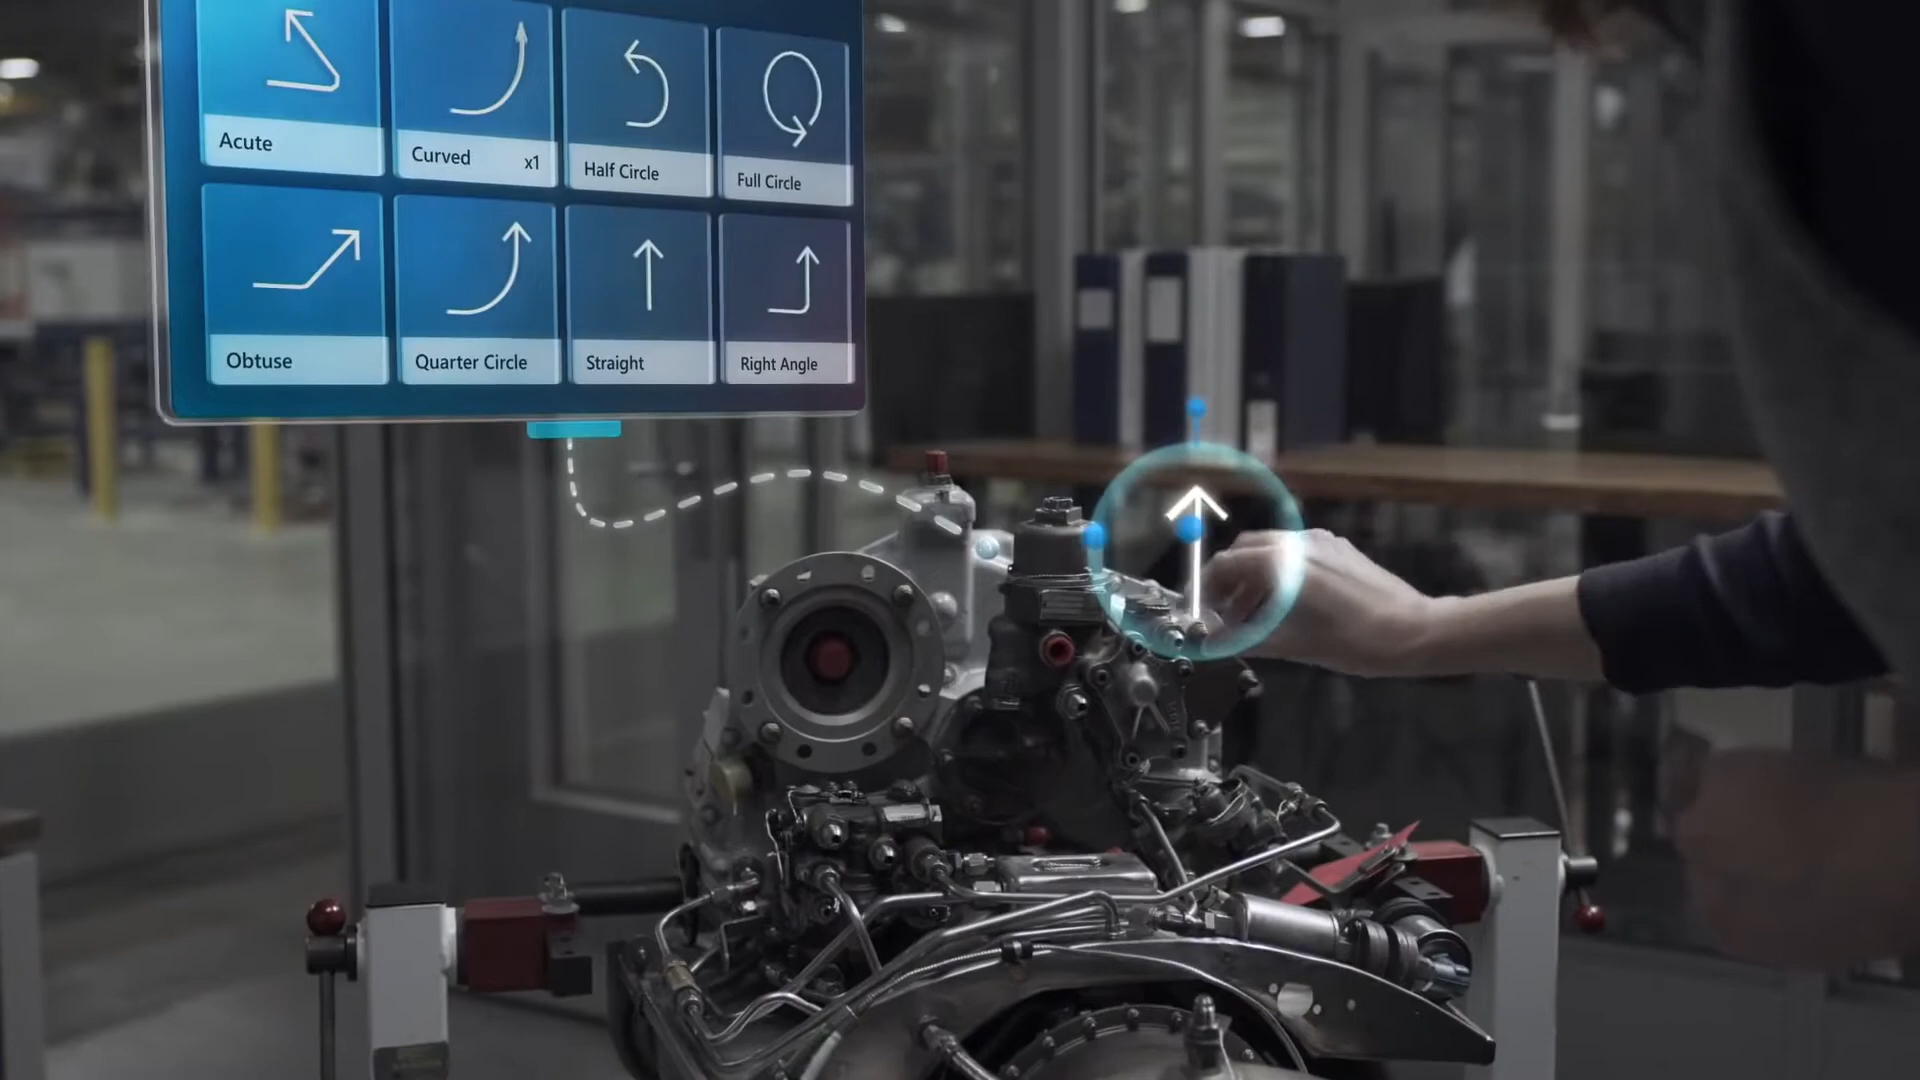 Acute
Curved x1
Half Circle
Full Circle
Obtuse
Quarter Circle
Straight
Right Angle